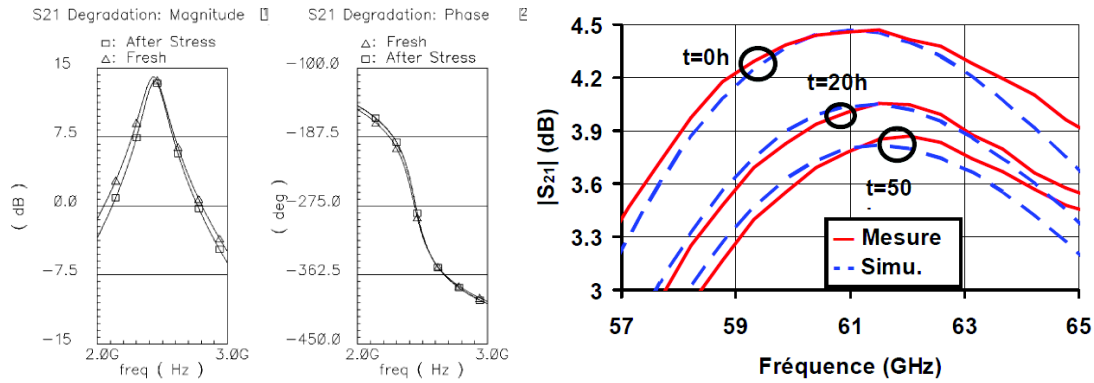 S21 Degradation: Magnitude 1
□: After Stress
△: Fresh
15
7.5
0.0
-7.5
-15
( dB )
2.0G 3.0G
freq ( Hz )
S21 Degradation: Phase 2
△: Fresh
□: After Stress
-100.0
-187.5
-275.0
-362.5
-450.0
( deg )
2.0G 3.0G
freq ( Hz )
4.5
4.2
3.9
3.6
3.3
3
|S21| (dB)
t=0h
t=20h
t=50
Mesure
Simu.
57 59 61 63 65
Fréquence (GHz)